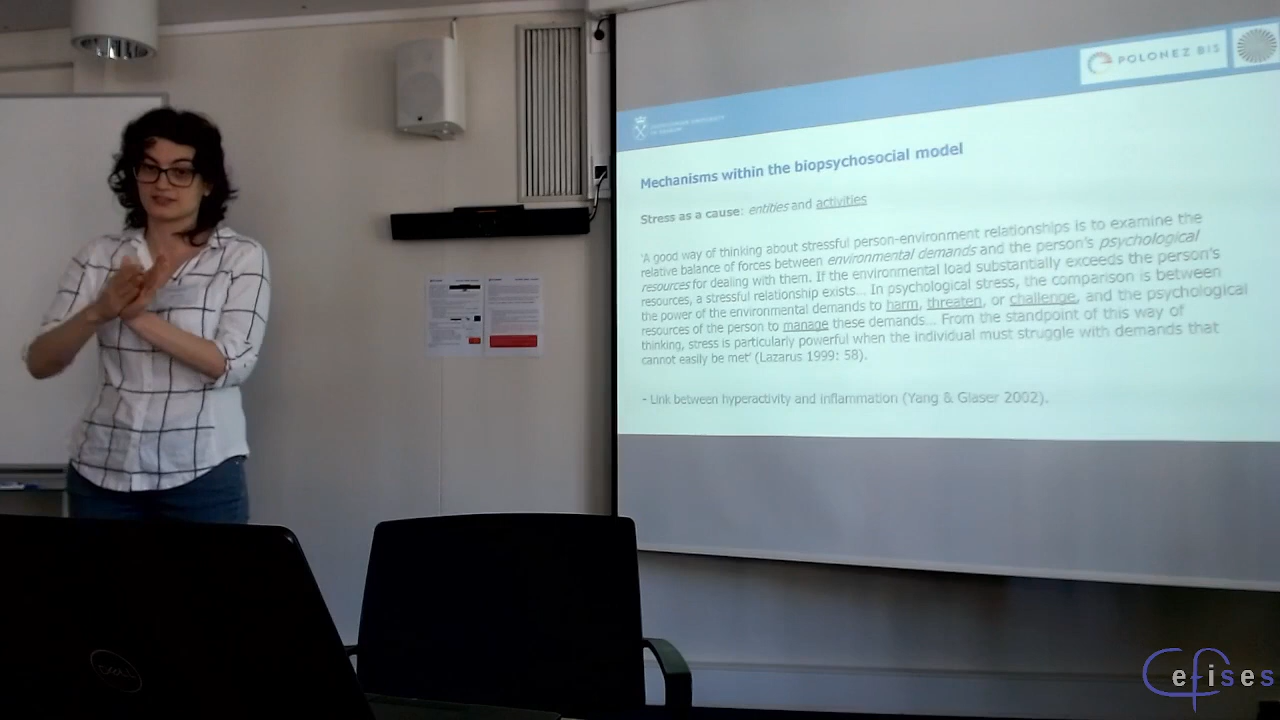 POLONEZ BIS
Mechanisms within the biopsychosocial model
Stress as a cause: entities and activities
'A good way of thinking about stressful person-environment relationships is to examine the
relative balance of forces between environmental demands and the person's psychological
resources for dealing with them. If the environmental load substantially exceeds the person's
resources, a stressful relationship exists... In psychological stress, the comparison is between
the power of the environmental demands to harm, threaten, or challenge, and the psychological
resources of the person to manage these demands... From the standpoint of this way of
thinking, stress is particularly powerful when the individual must struggle with demands that
cannot easily be met' (Lazarus 1999: 58).
- Link between hyperactivity and inflammation (Yang & Glaser 2002).
DELL
Cefises